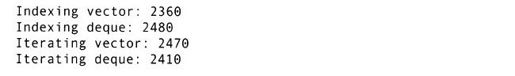 Indexing vector: 2360
Indexing deque: 2480
Iterating vector: 2470
Iterating deque: 2410